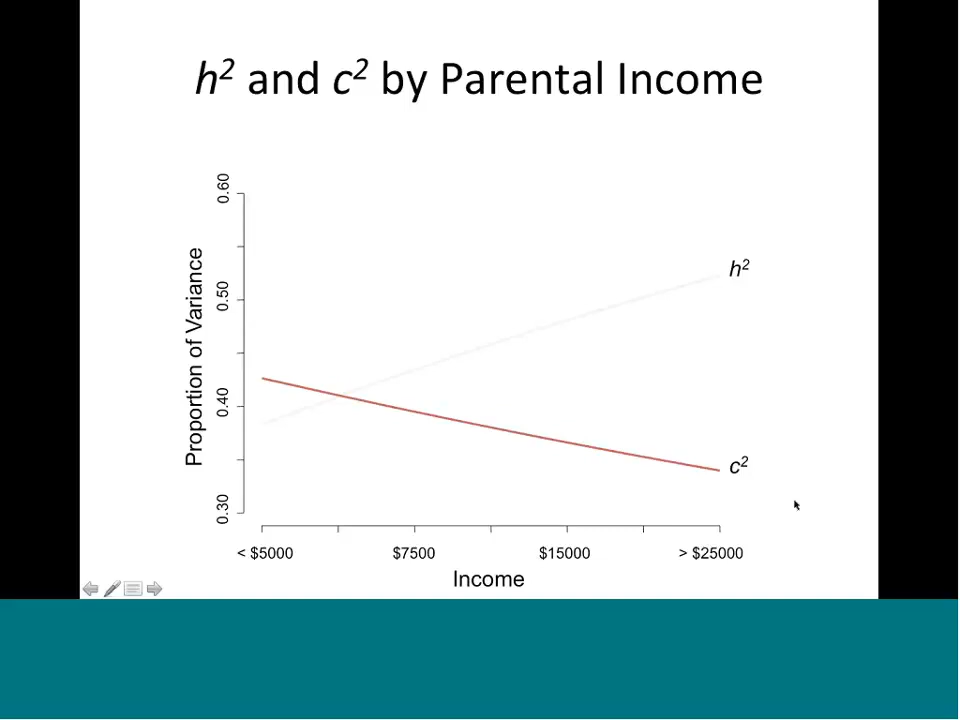 h² and c² by Parental Income
0.60
0.50
0.40
0.30
Proportion of Variance
h²
c²
< $5000 $7500 $15000 > $25000
Income